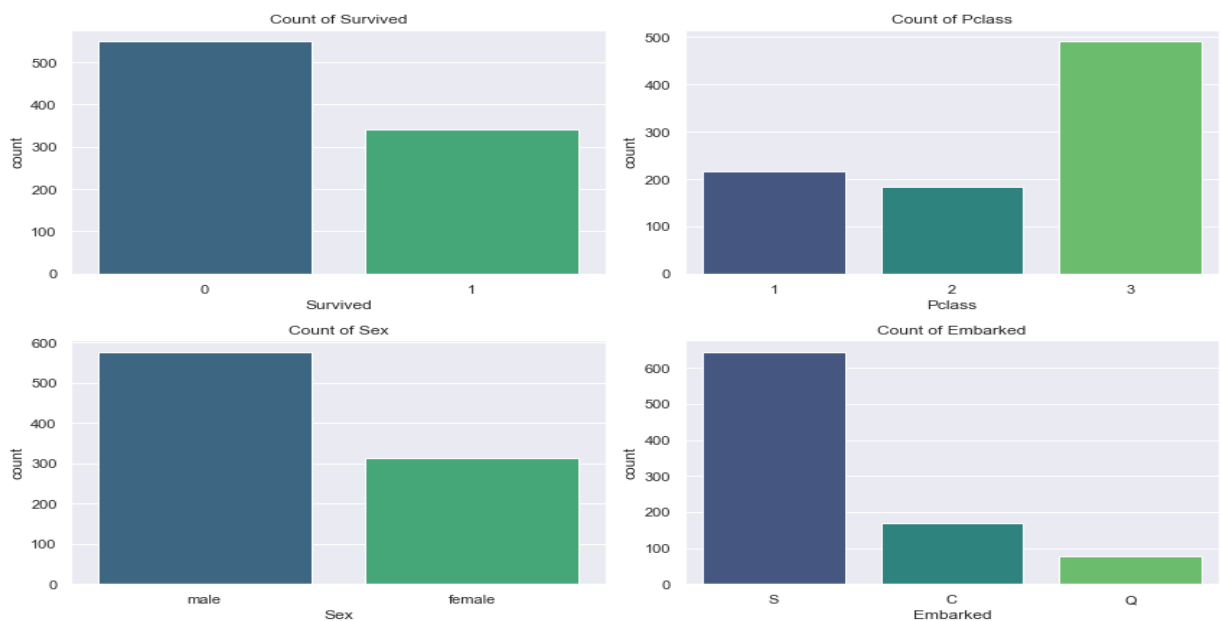 Count of Survived
500
400
300
200
100
0
count
0 1
Survived
Count of Pclass
500
400
300
200
100
0
count
1 2 3
Pclass
Count of Sex
600
500
400
300
200
100
0
count
male female
Sex
Count of Embarked
600
500
400
300
200
100
0
count
S C Q
Embarked